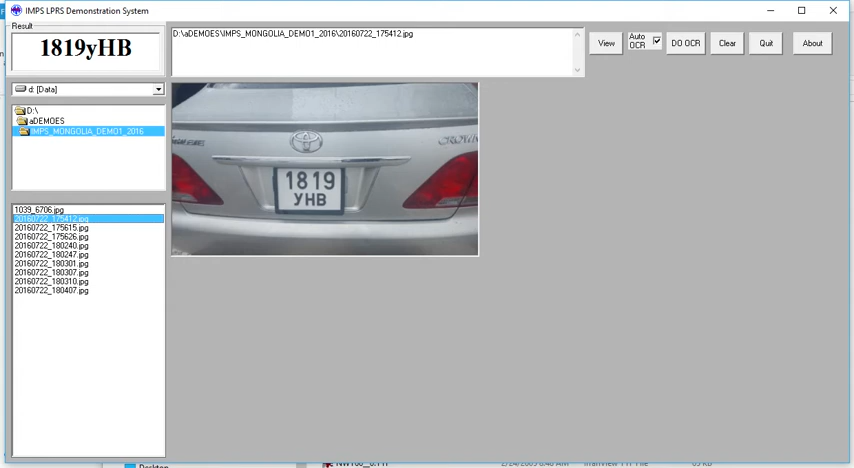 IMPS LPRS Demonstration System
Result
1819yHB
D:\aDEMOES\IMPS_MONGOLIA_DEMO1_2016\20160722_175412.jpg
View
Auto
OCR
DO OCR
Clear
Quit
About
d: [Data]
D:\
aDEMOES
IMPS_MONGOLIA_DEMO1_2016
CROWN
1819
УНВ
1039_6706.jpg
20160722_175412.jpg
20160722_175615.jpg
20160722_175626.jpg
20160722_180240.jpg
20160722_180247.jpg
20160722_180301.jpg
20160722_180307.jpg
20160722_180310.jpg
20160722_180407.jpg
Desktop